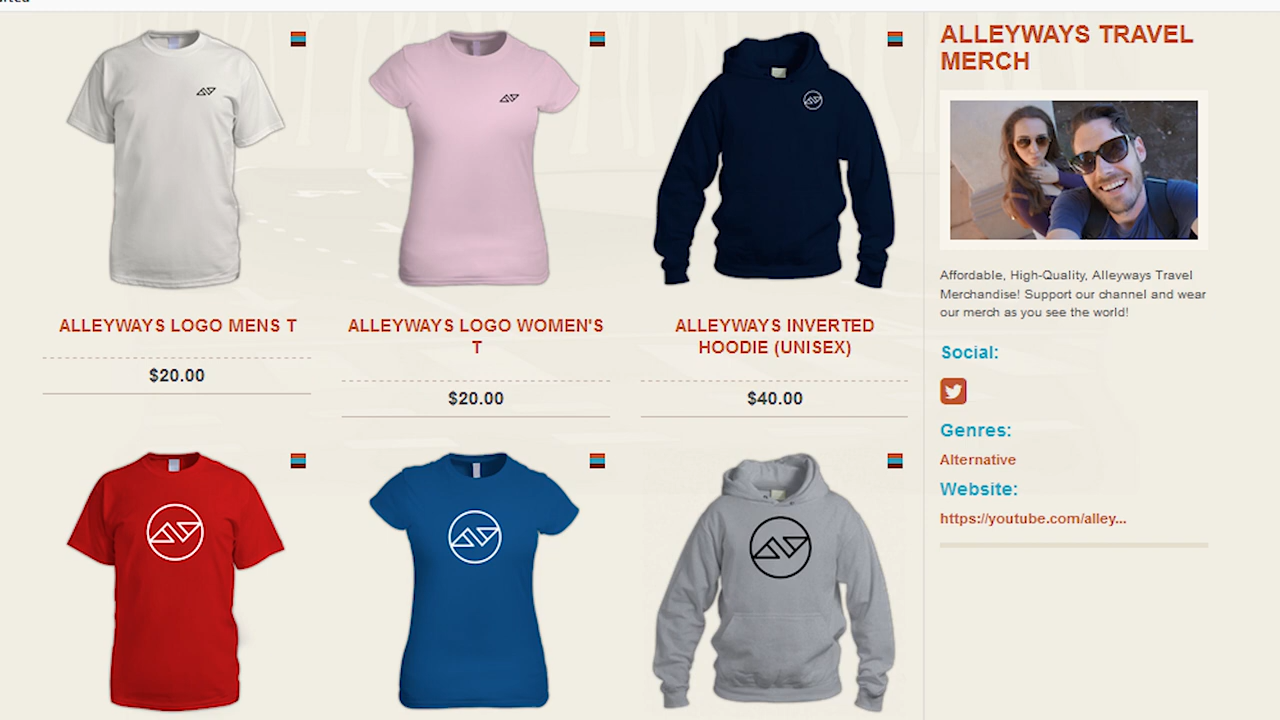 ALLEYWAYS LOGO MENS T
$20.00
ALLEYWAYS LOGO WOMEN'S
T
$20.00
ALLEYWAYS INVERTED
HOODIE (UNISEX)
$40.00
ALLEYWAYS TRAVEL
MERCH
Affordable, High-Quality, Alleyways Travel
Merchandise! Support our channel and wear
our merch as you see the world!
Social:
Genres:
Alternative
Website:
https://youtube.com/alley...